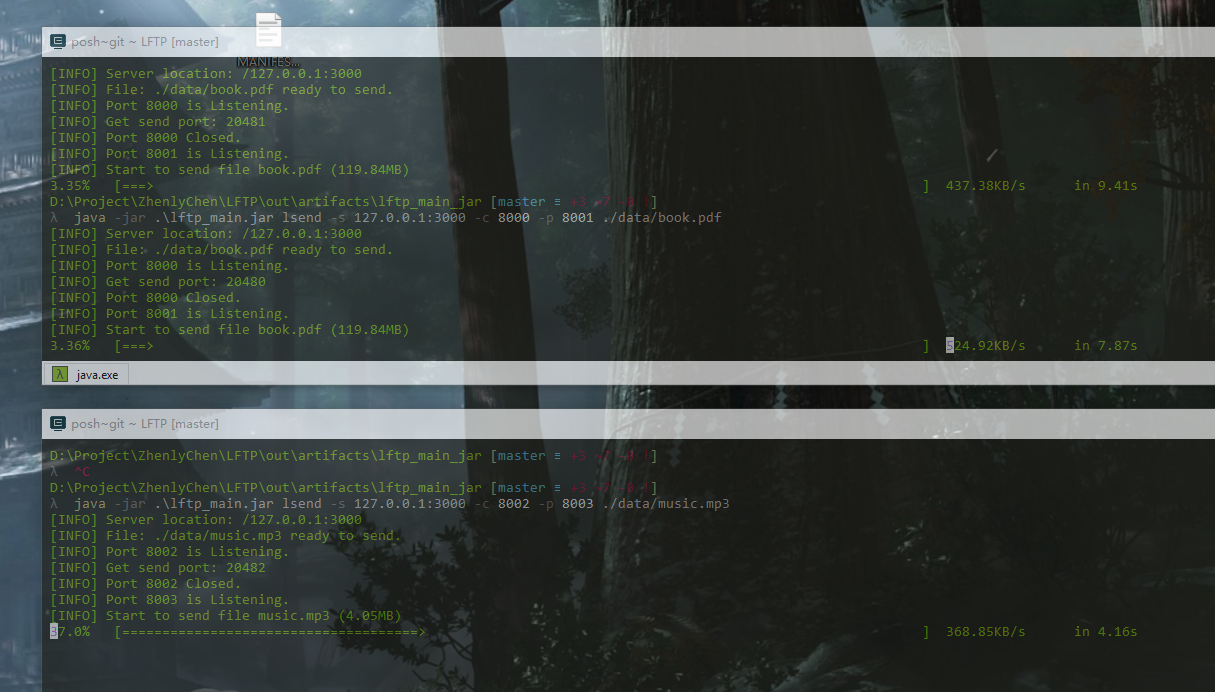 MANIFES...
posh~git ~ LFTP [master]
[INFO] Server location: /127.0.0.1:3000
[INFO] File: ./data/book.pdf ready to send.
[INFO] Port 8000 is Listening.
[INFO] Get send port: 20481
[INFO] Port 8000 Closed.
[INFO] Port 8001 is Listening.
[INFO] Start to send file book.pdf (119.84MB)
3.35% [===> ] 437.38KB/s in 9.41s
D:\Project\ZhenlyChen\LFTP\out\artifacts\lftp_main_jar [master ≡ ]
λ java -jar .\lftp_main.jar lsend -s 127.0.0.1:3000 -c 8000 -p 8001 ./data/book.pdf
[INFO] Server location: /127.0.0.1:3000
[INFO] File: ./data/book.pdf ready to send.
[INFO] Port 8000 is Listening.
[INFO] Get send port: 20480
[INFO] Port 8000 Closed.
[INFO] Port 8001 is Listening.
[INFO] Start to send file book.pdf (119.84MB)
3.36% [===> ] 524.92KB/s in 7.87s
λ java.exe
posh~git ~ LFTP [master]
D:\Project\ZhenlyChen\LFTP\out\artifacts\lftp_main_jar [master ≡ ]
λ ^C
D:\Project\ZhenlyChen\LFTP\out\artifacts\lftp_main_jar [master ≡ ]
λ java -jar .\lftp_main.jar lsend -s 127.0.0.1:3000 -c 8002 -p 8003 ./data/music.mp3
[INFO] Server location: /127.0.0.1:3000
[INFO] File: ./data/music.mp3 ready to send.
[INFO] Port 8002 is Listening.
[INFO] Get send port: 20482
[INFO] Port 8002 Closed.
[INFO] Port 8003 is Listening.
[INFO] Start to send file music.mp3 (4.05MB)
37.0% [=====================================> ] 368.85KB/s in 4.16s